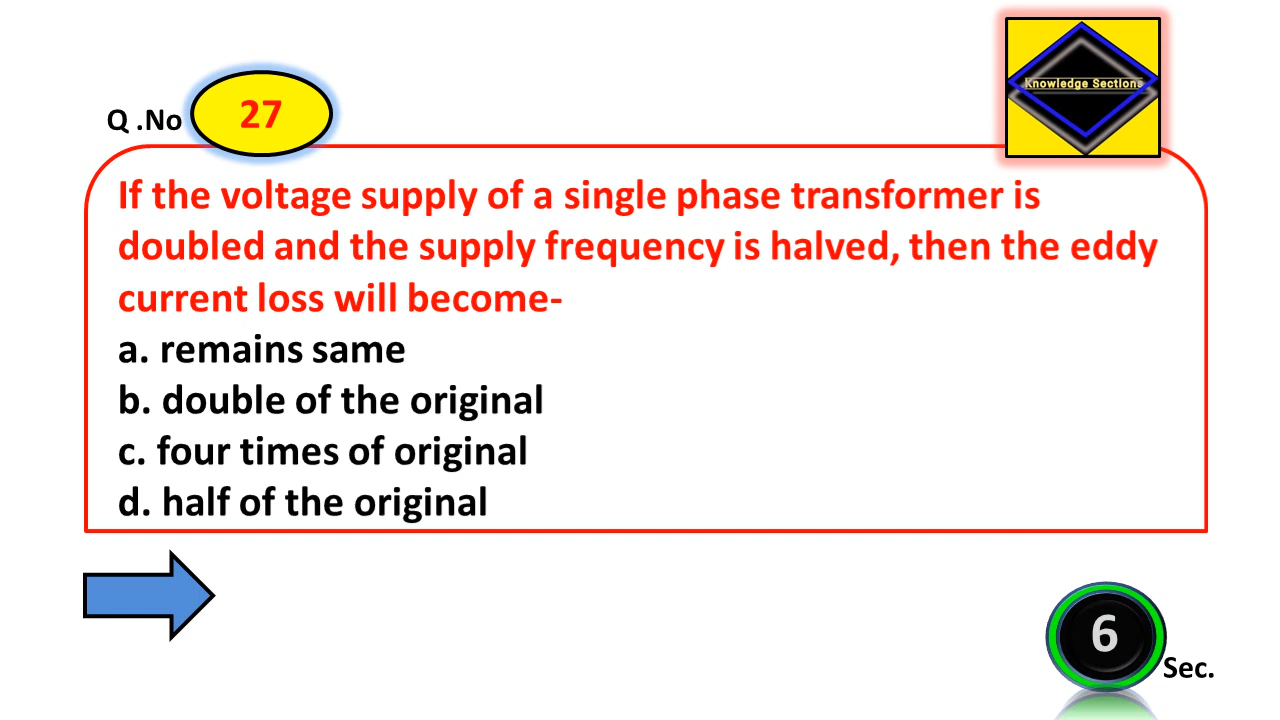 Knowledge Sections
Q .No 27
If the voltage supply of a single phase transformer is
doubled and the supply frequency is halved, then the eddy
current loss will become-
a. remains same
b. double of the original
c. four times of original
d. half of the original
6
Sec.